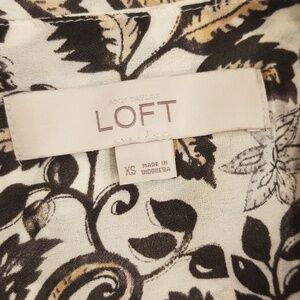 ANN TAYLOR
LOFT
XS
MADE IN
INDONESIA